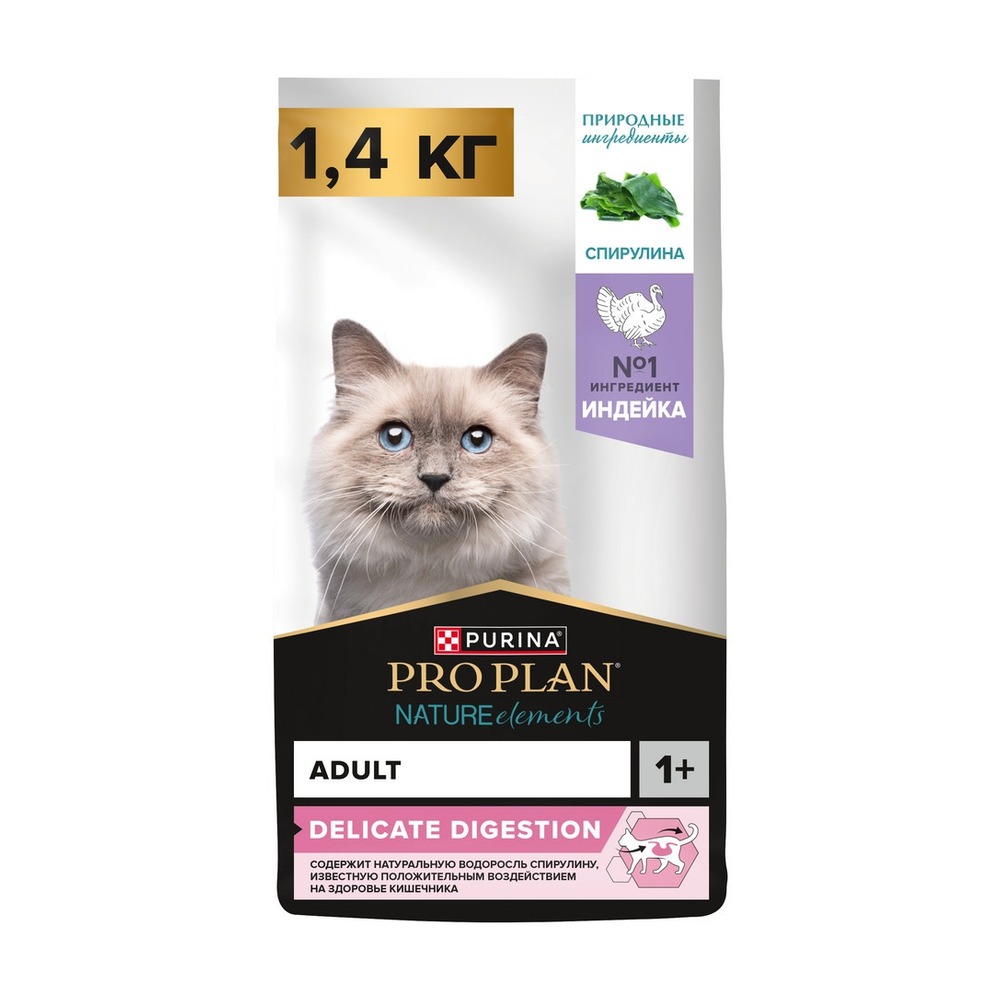 1,4 кг
ПРИРОДНЫЕ
ингредиенты
СПИРУЛИНА
№1
ИНГРЕДИЕНТ
ИНДЕЙКА
PURINA®
PRO PLAN®
NATURE elements
ADULT
1+
DELICATE DIGESTION
СОДЕРЖИТ НАТУРАЛЬНУЮ ВОДОРОСЛЬ СПИРУЛИНУ,
ИЗВЕСТНУЮ ПОЛОЖИТЕЛЬНЫМ ВОЗДЕЙСТВИЕМ
НА ЗДОРОВЬЕ КИШЕЧНИКА